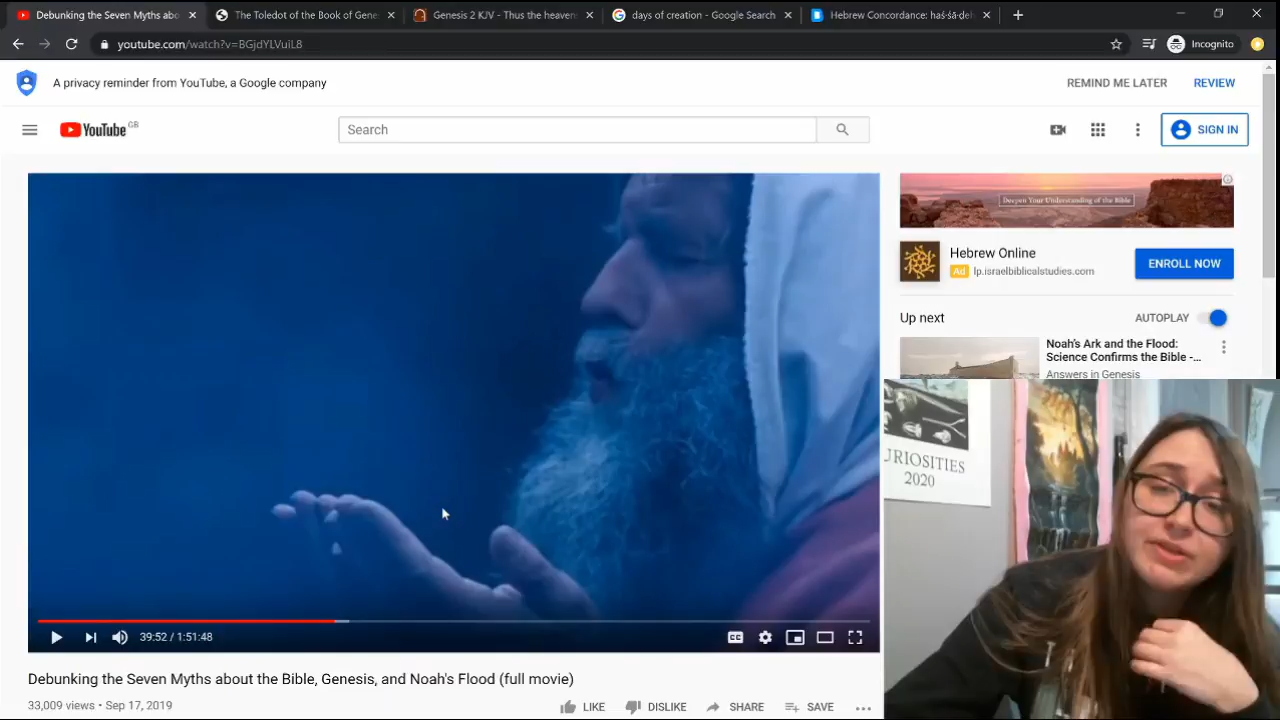 Debunking the Seven Myths abou
The Toledot of the Book of Gene
Genesis 2 KJV - Thus the heaven
days of creation - Google Search
Hebrew Concordance: haš·šā·deh
youtube.com/watch?v=BGjdYLVuiL8
Incognito
A privacy reminder from YouTube, a Google company
REMIND ME LATER
REVIEW
YouTube GB
Search
SIGN IN
Deepen Your Understanding of the Bible
Hebrew Online
Ad lp.israelbiblicalstudies.com
ENROLL NOW
Up next
AUTOPLAY
Noah's Ark and the Flood:
Science Confirms the Bible -...
Answers in Genesis
URIOSITIES
2020
39:52 / 1:51:48
CC
Debunking the Seven Myths about the Bible, Genesis, and Noah's Flood (full movie)
33,009 views • Sep 17, 2019
LIKE
DISLIKE
SHARE
SAVE